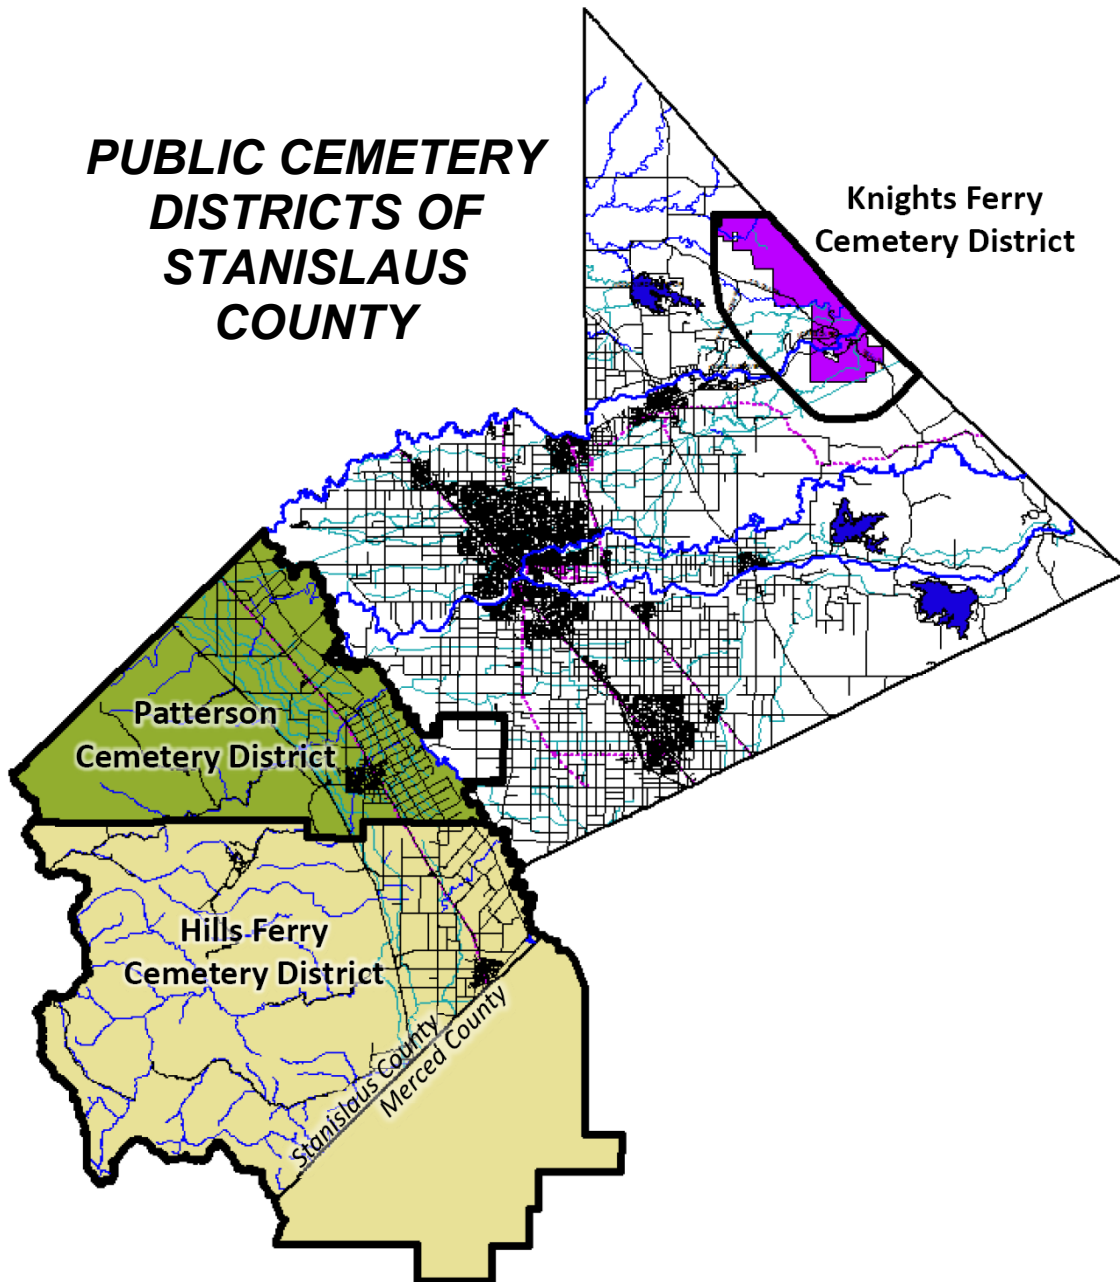 PUBLIC CEMETERY
DISTRICTS OF
STANISLAUS
COUNTY
Knights Ferry
Cemetery District
Patterson
Cemetery District
Hills Ferry
Cemetery District
Stanislaus County
Merced County